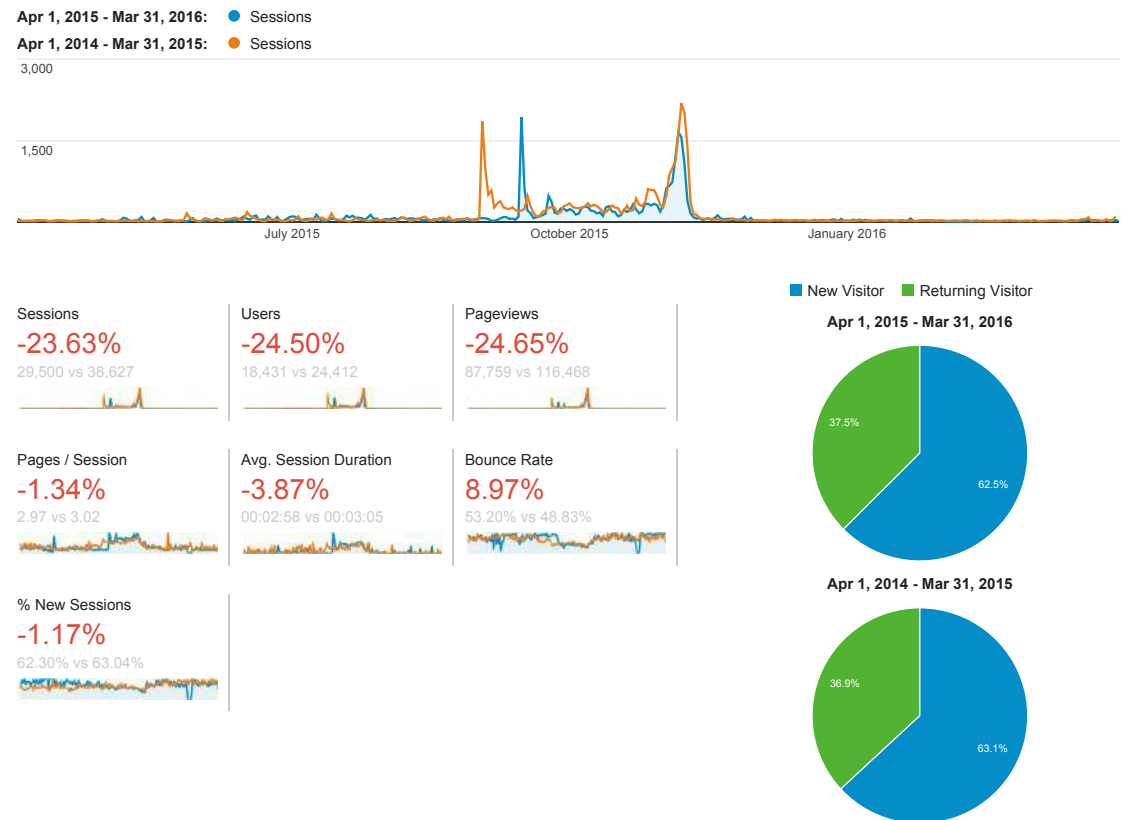 Apr 1, 2015 - Mar 31, 2016: Sessions
Apr 1, 2014 - Mar 31, 2015: Sessions
3,000
1,500
July 2015
October 2015
January 2016
Sessions
-23.63%
29,500 vs 38,627
Users
-24.50%
18,431 vs 24,412
Pageviews
-24.65%
87,759 vs 116,468
Pages / Session
-1.34%
2.97 vs 3.02
Avg. Session Duration
-3.87%
00:02:58 vs 00:03:05
Bounce Rate
8.97%
53.20% vs 48.83%
% New Sessions
-1.17%
62.30% vs 63.04%
New Visitor Returning Visitor
Apr 1, 2015 - Mar 31, 2016
37.5%
62.5%
Apr 1, 2014 - Mar 31, 2015
36.9%
63.1%